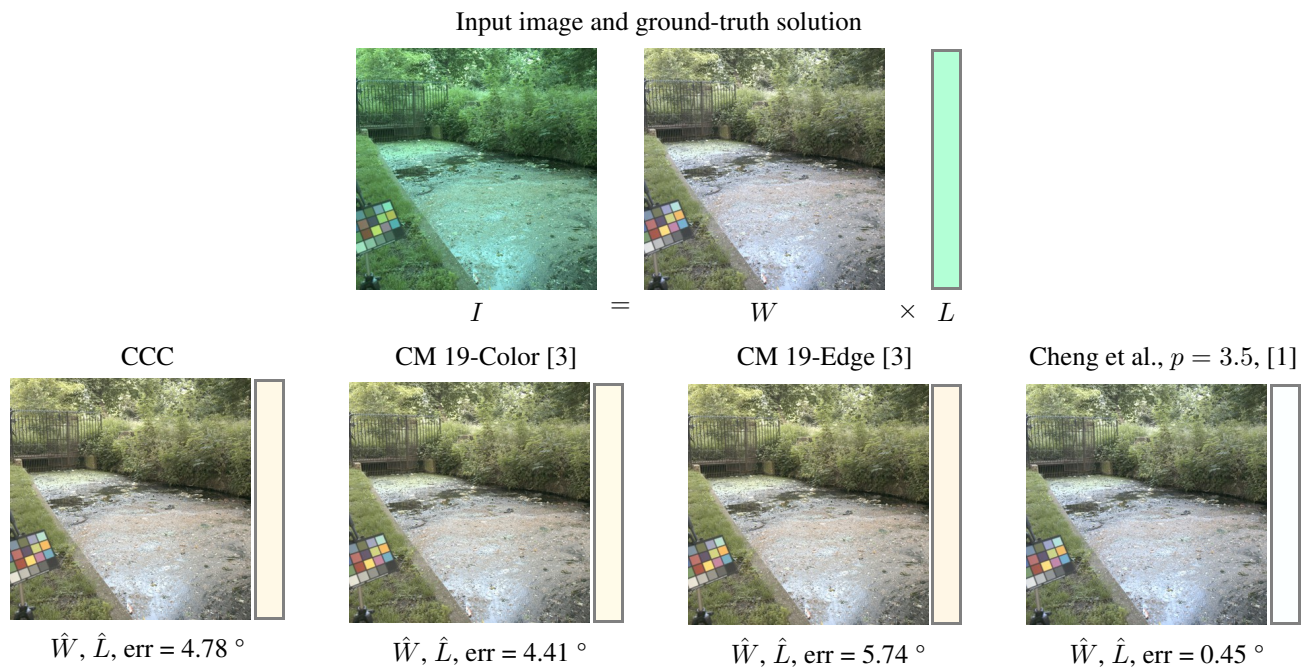 Input image and ground-truth solution
I = W × L
CCC
CM 19-Color [3]
CM 19-Edge [3]
Cheng et al., p = 3.5, [1]
Ŵ, L̂, err = 4.78 °
Ŵ, L̂, err = 4.41 °
Ŵ, L̂, err = 5.74 °
Ŵ, L̂, err = 0.45 °